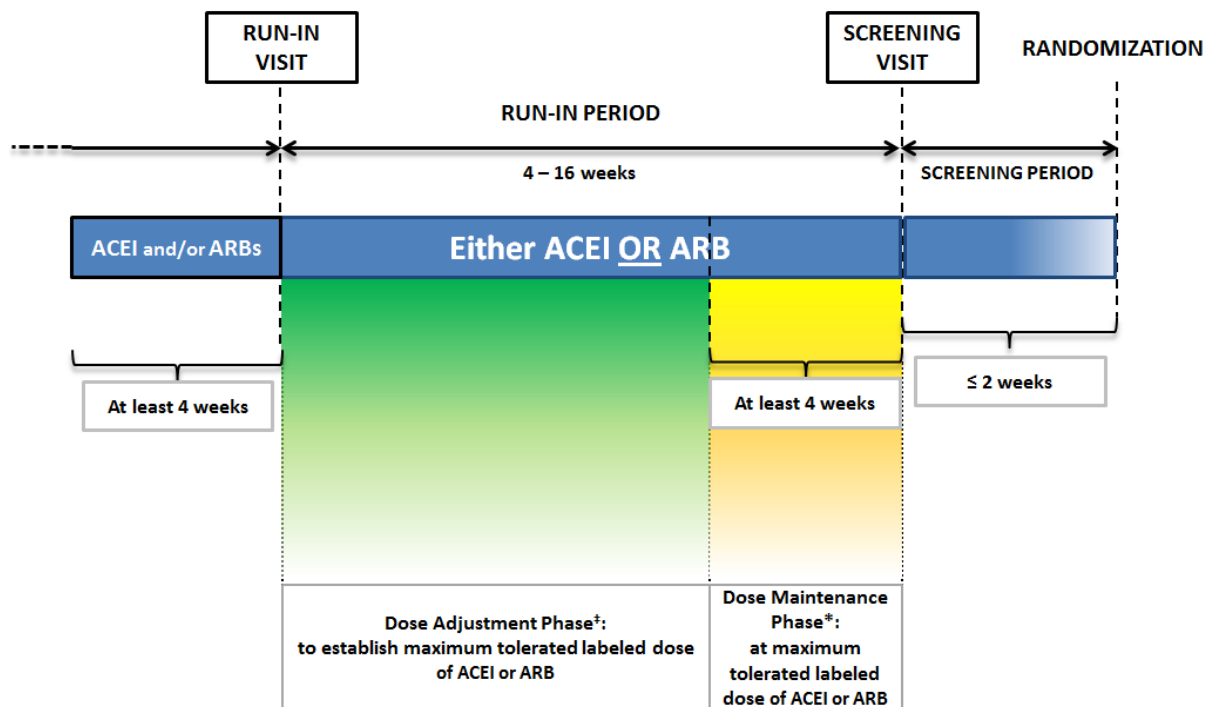 RUN-IN
VISIT
SCREENING
VISIT
RANDOMIZATION
RUN-IN PERIOD
4 – 16 weeks
SCREENING PERIOD
ACEI and/or ARBs
Either ACEI OR ARB
At least 4 weeks
At least 4 weeks
≤ 2 weeks
Dose Adjustment Phase‡:
to establish maximum tolerated labeled dose
of ACEI or ARB
Dose Maintenance
Phase*:
at maximum
tolerated labeled
dose of ACEI or ARB